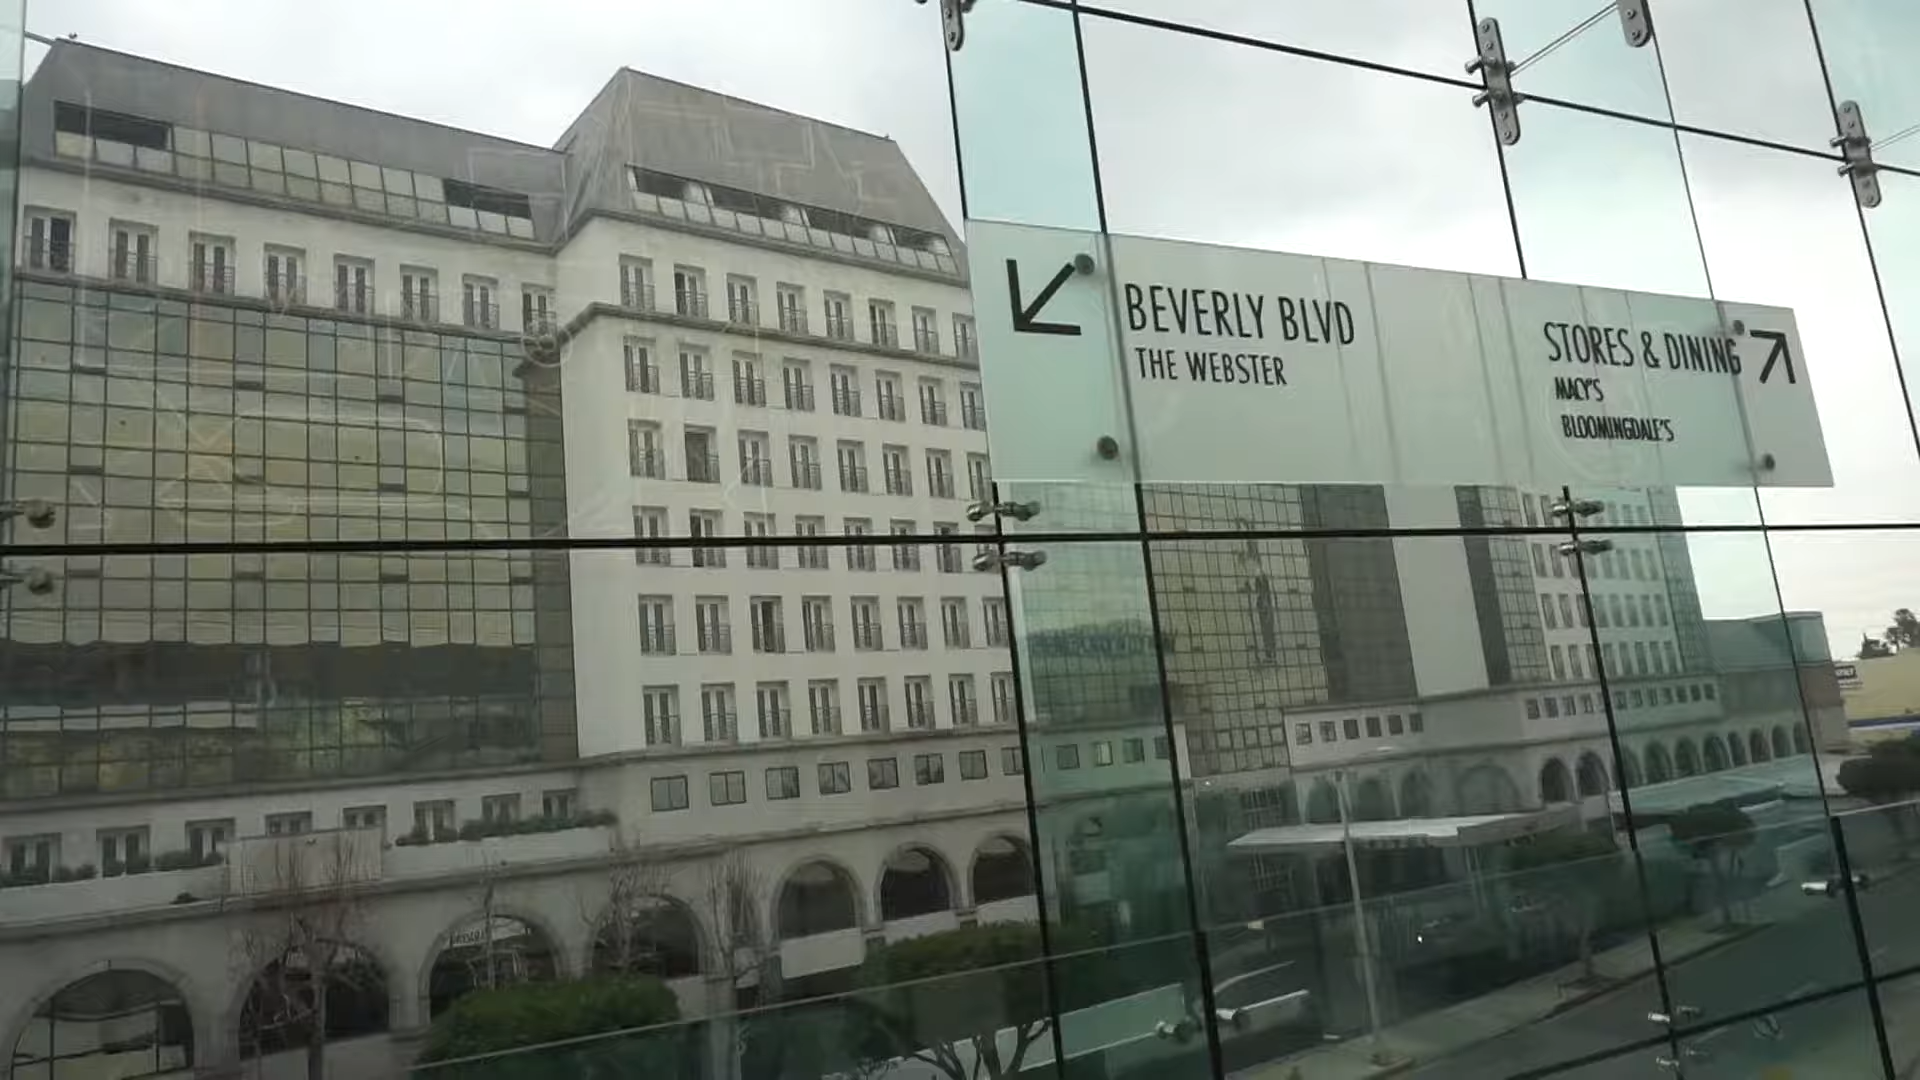 BEVERLY BLVD
THE WEBSTER
STORES & DINING
MACY'S
BLOOMINGDALE'S